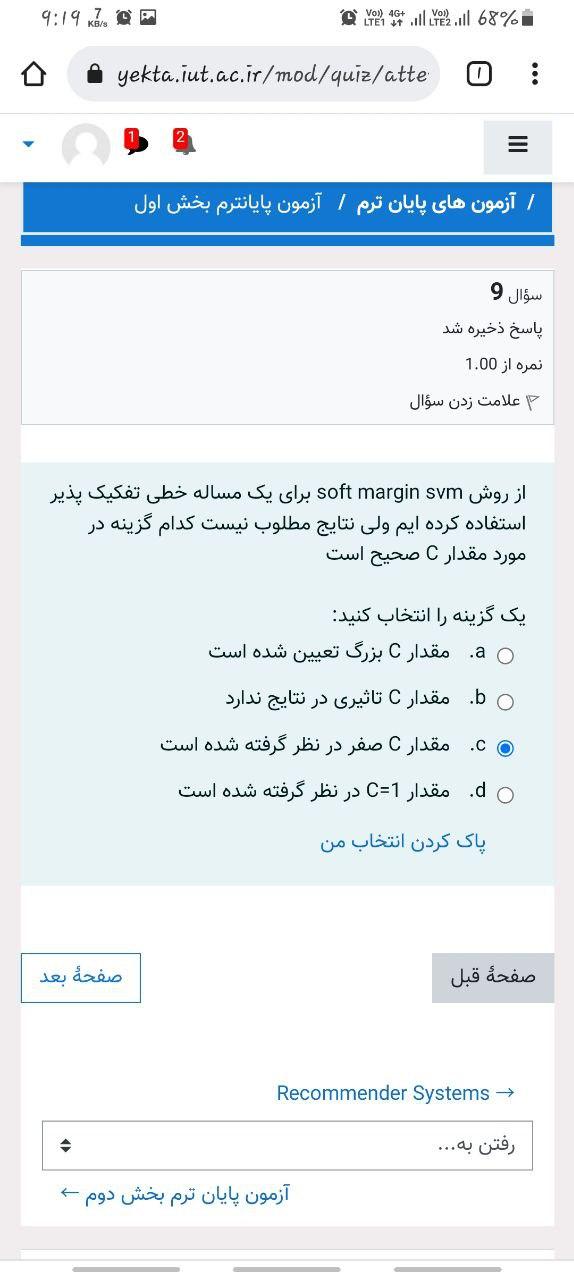 9:19 7 KB/s Vo)) LTE1 4G+ Vo)) LTE2 68%
yekta.iut.ac.ir/mod/quiz/atte 1
1 2
/ آزمون های پایان ترم / آزمون پایانترم بخش اول
سؤال 9
پاسخ ذخیره شد
نمره از 1.00
علامت زدن سؤال
از روش soft margin svm برای یک مساله خطی تفکیک پذیر
استفاده کرده ایم ولی نتایج مطلوب نیست کدام گزینه در
مورد مقدار C صحیح است
یک گزینه را انتخاب کنید:
a. مقدار C بزرگ تعیین شده است
b. مقدار C تاثیری در نتایج ندارد
c. مقدار C صفر در نظر گرفته شده است
d. مقدار C=1 در نظر گرفته شده است
پاک کردن انتخاب من
صفحهٔ قبل
صفحهٔ بعد
Recommender Systems →
رفتن به...
آزمون پایان ترم بخش دوم ←